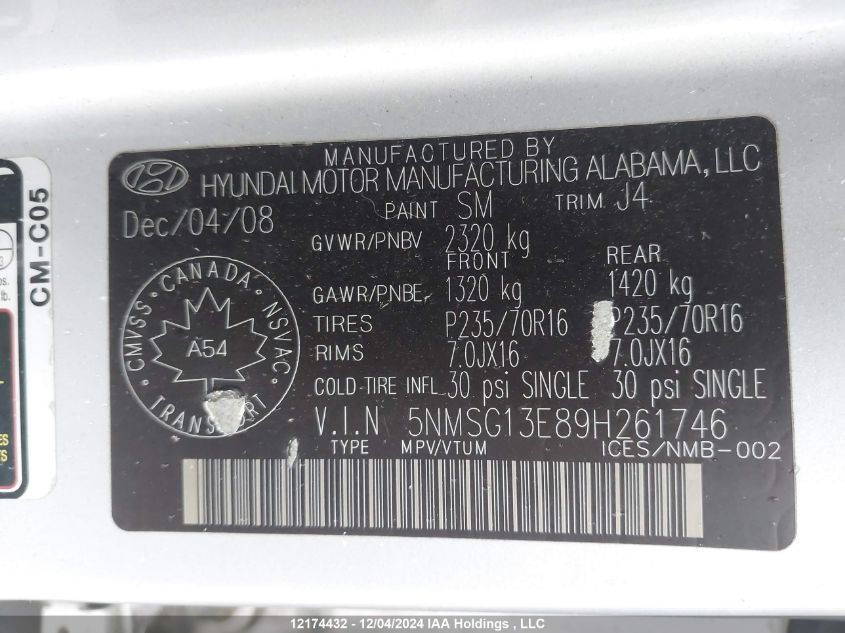 MANUFACTURED BY
HYUNDAI MOTOR MANUFACTURING ALABAMA, LLC
Dec/04/08 PAINT SM TRIM J4
GVWR/PNBV 2320 kg
FRONT REAR
GAWR/PNBE 1320 kg 1420 kg
TIRES P235/70R16 P235/70R16
RIMS 7.0JX16 7.0JX16
COLD-TIRE INFL 30 psi SINGLE 30 psi SINGLE
V.I.N 5NMSG13E89H261746
TYPE MPV/VTUM ICES/NMB-002
CMVSS · CANADA · NSVAC
A54
TRANSPORT
CM-C05
lb.
12174432 - 12/04/2024 IAA Holdings , LLC